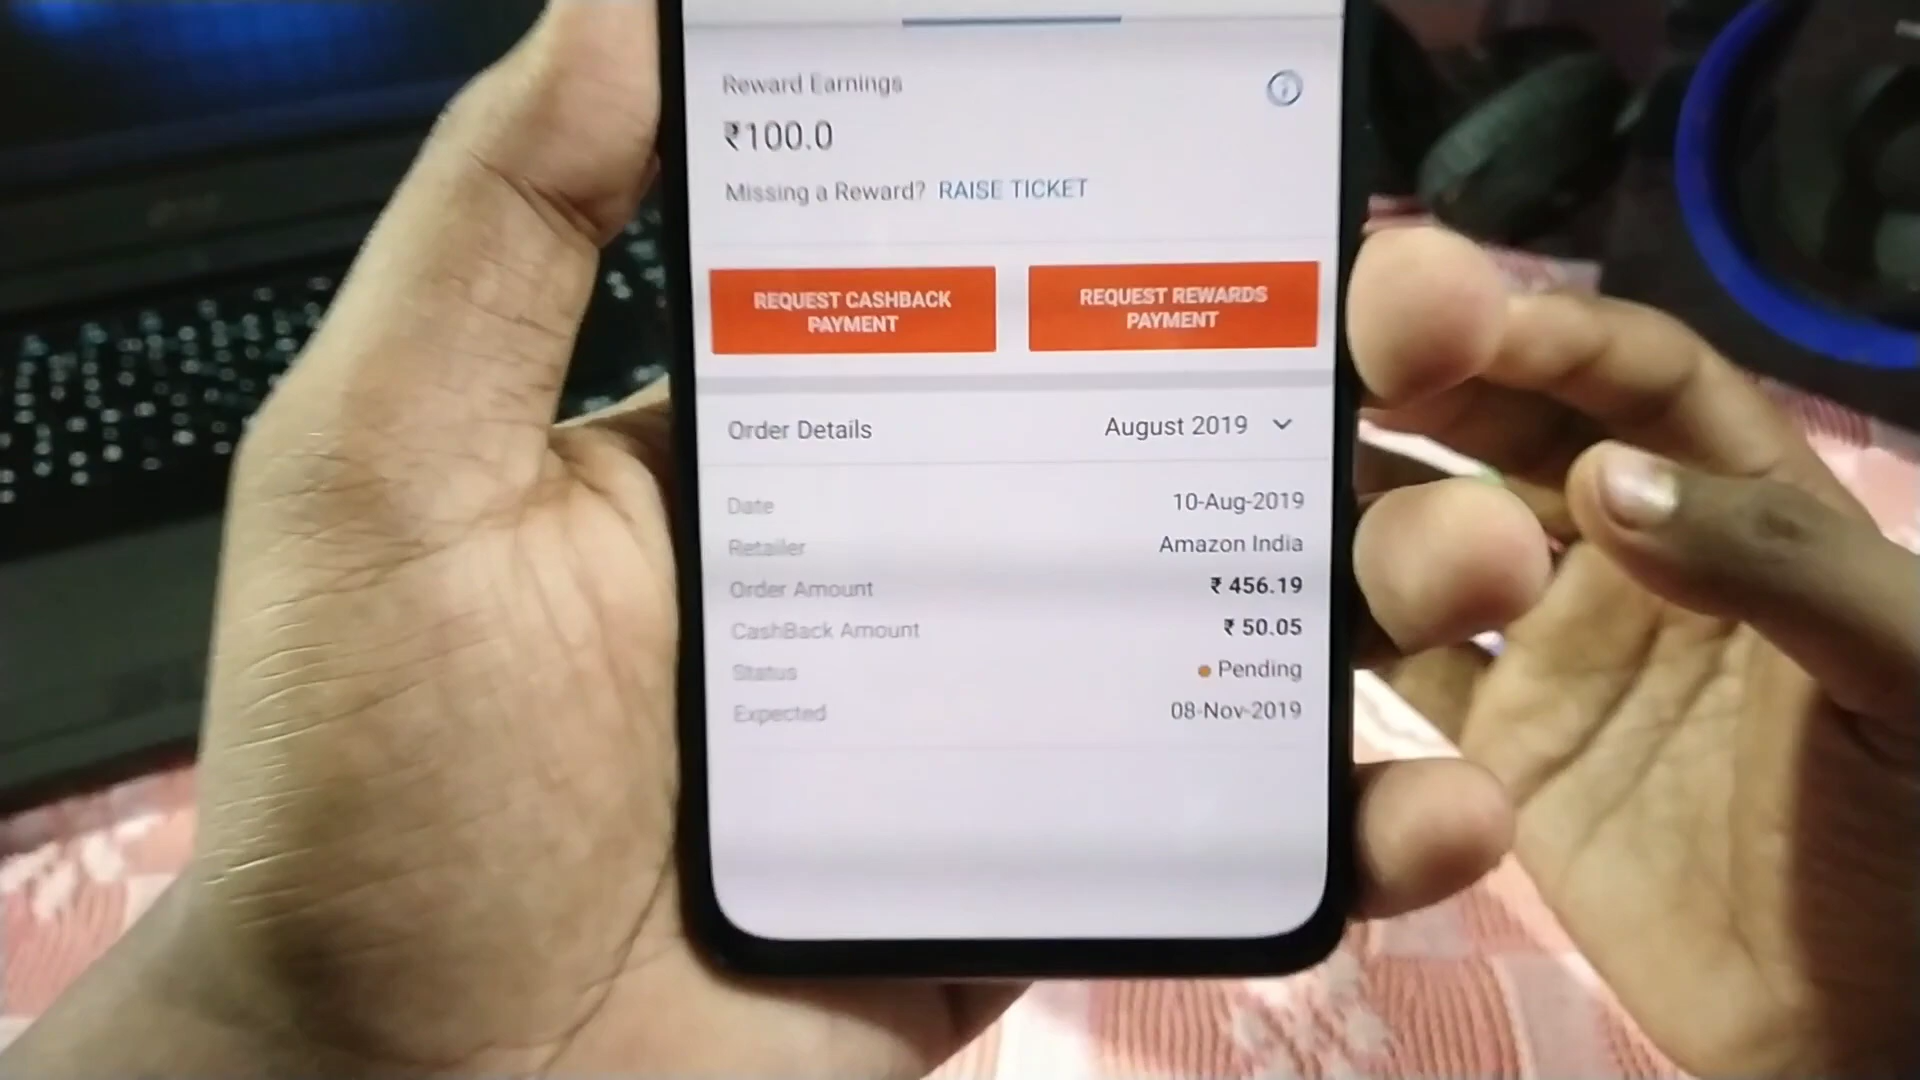 Reward Earnings
₹100.0
Missing a Reward? RAISE TICKET
REQUEST CASHBACK
PAYMENT
REQUEST REWARDS
PAYMENT
Order Details August 2019
Date 10-Aug-2019
Retailer Amazon India
Order Amount ₹ 456.19
CashBack Amount ₹ 50.05
Status Pending
Expected 08-Nov-2019